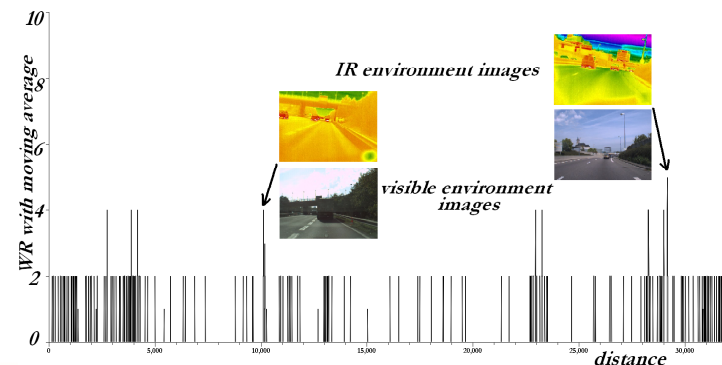 10
8
6
4
2
0
WR with moving average
IR environment images
visible environment
images
0 5,000 10,000 15,000 20,000 25,000 30,000
distance